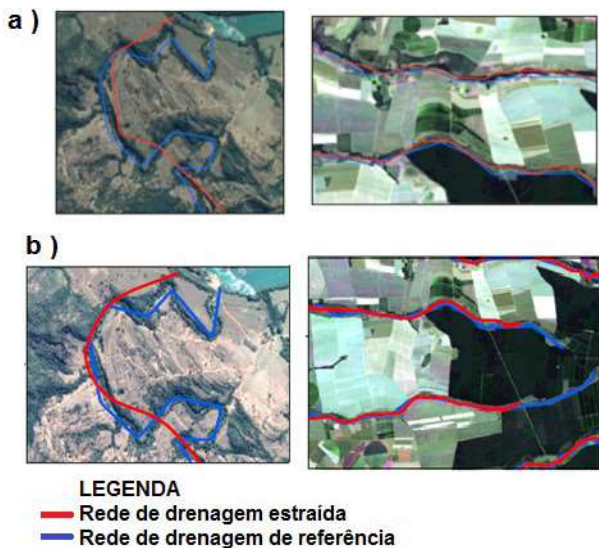 a )
b )
LEGENDA
Rede de drenagem estraída
Rede de drenagem de referência